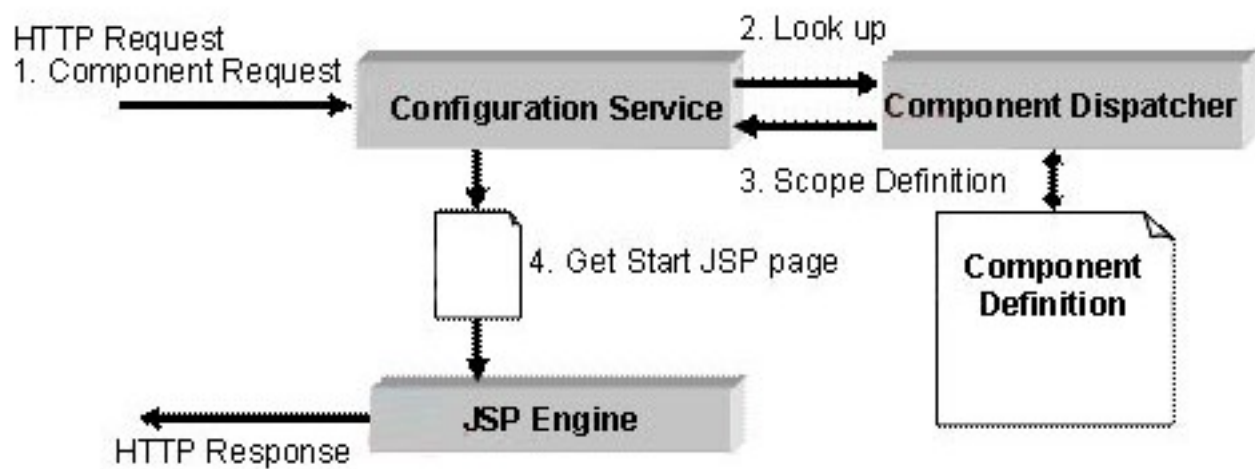 HTTP Request
1. Component Request
2. Look up
Configuration Service
Component Dispatcher
3. Scope Definition
4. Get Start JSP page
Component
Definition
JSP Engine
HTTP Response